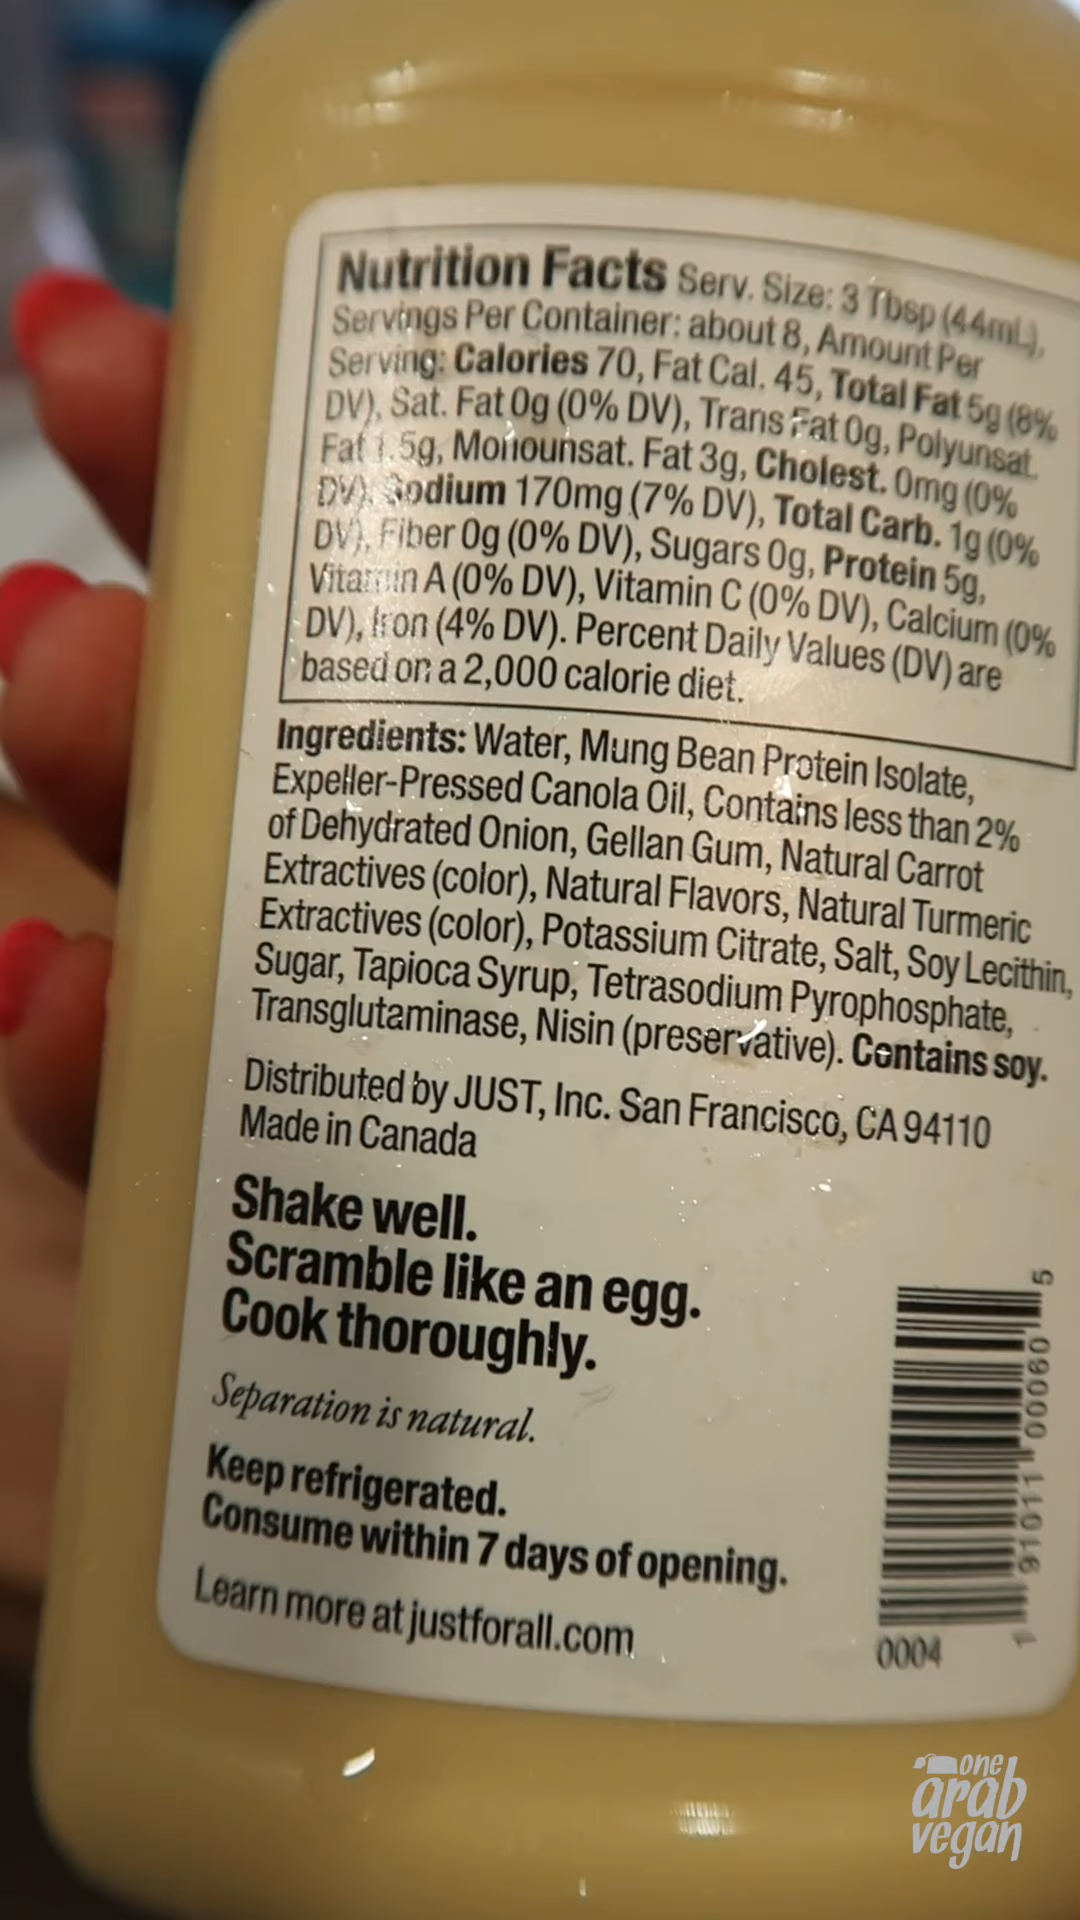 Nutrition Facts Serv. Size: 3 Tbsp (44mL),
Servings Per Container: about 8, Amount Per
Serving: Calories 70, Fat Cal. 45, Total Fat 5g (8%
DV), Sat. Fat 0g (0% DV), Trans Fat 0g, Polyunsat.
Fat 1.5g, Monounsat. Fat 3g, Cholest. 0mg (0%
DV), Sodium 170mg (7% DV), Total Carb. 1g (0%
DV), Fiber 0g (0% DV), Sugars 0g, Protein 5g,
Vitamin A (0% DV), Vitamin C (0% DV), Calcium (0%
DV), Iron (4% DV). Percent Daily Values (DV) are
based on a 2,000 calorie diet.
Ingredients: Water, Mung Bean Protein Isolate,
Expeller-Pressed Canola Oil, Contains less than 2%
of Dehydrated Onion, Gellan Gum, Natural Carrot
Extractives (color), Natural Flavors, Natural Turmeric
Extractives (color), Potassium Citrate, Salt, Soy Lecithin,
Sugar, Tapioca Syrup, Tetrasodium Pyrophosphate,
Transglutaminase, Nisin (preservative). Contains soy.
Distributed by JUST, Inc. San Francisco, CA 94110
Made in Canada
Shake well.
Scramble like an egg.
Cook thoroughly.
Separation is natural.
Keep refrigerated.
Consume within 7 days of opening.
Learn more at justforall.com
1 91011 00060 5
0004
one
arab
vegan